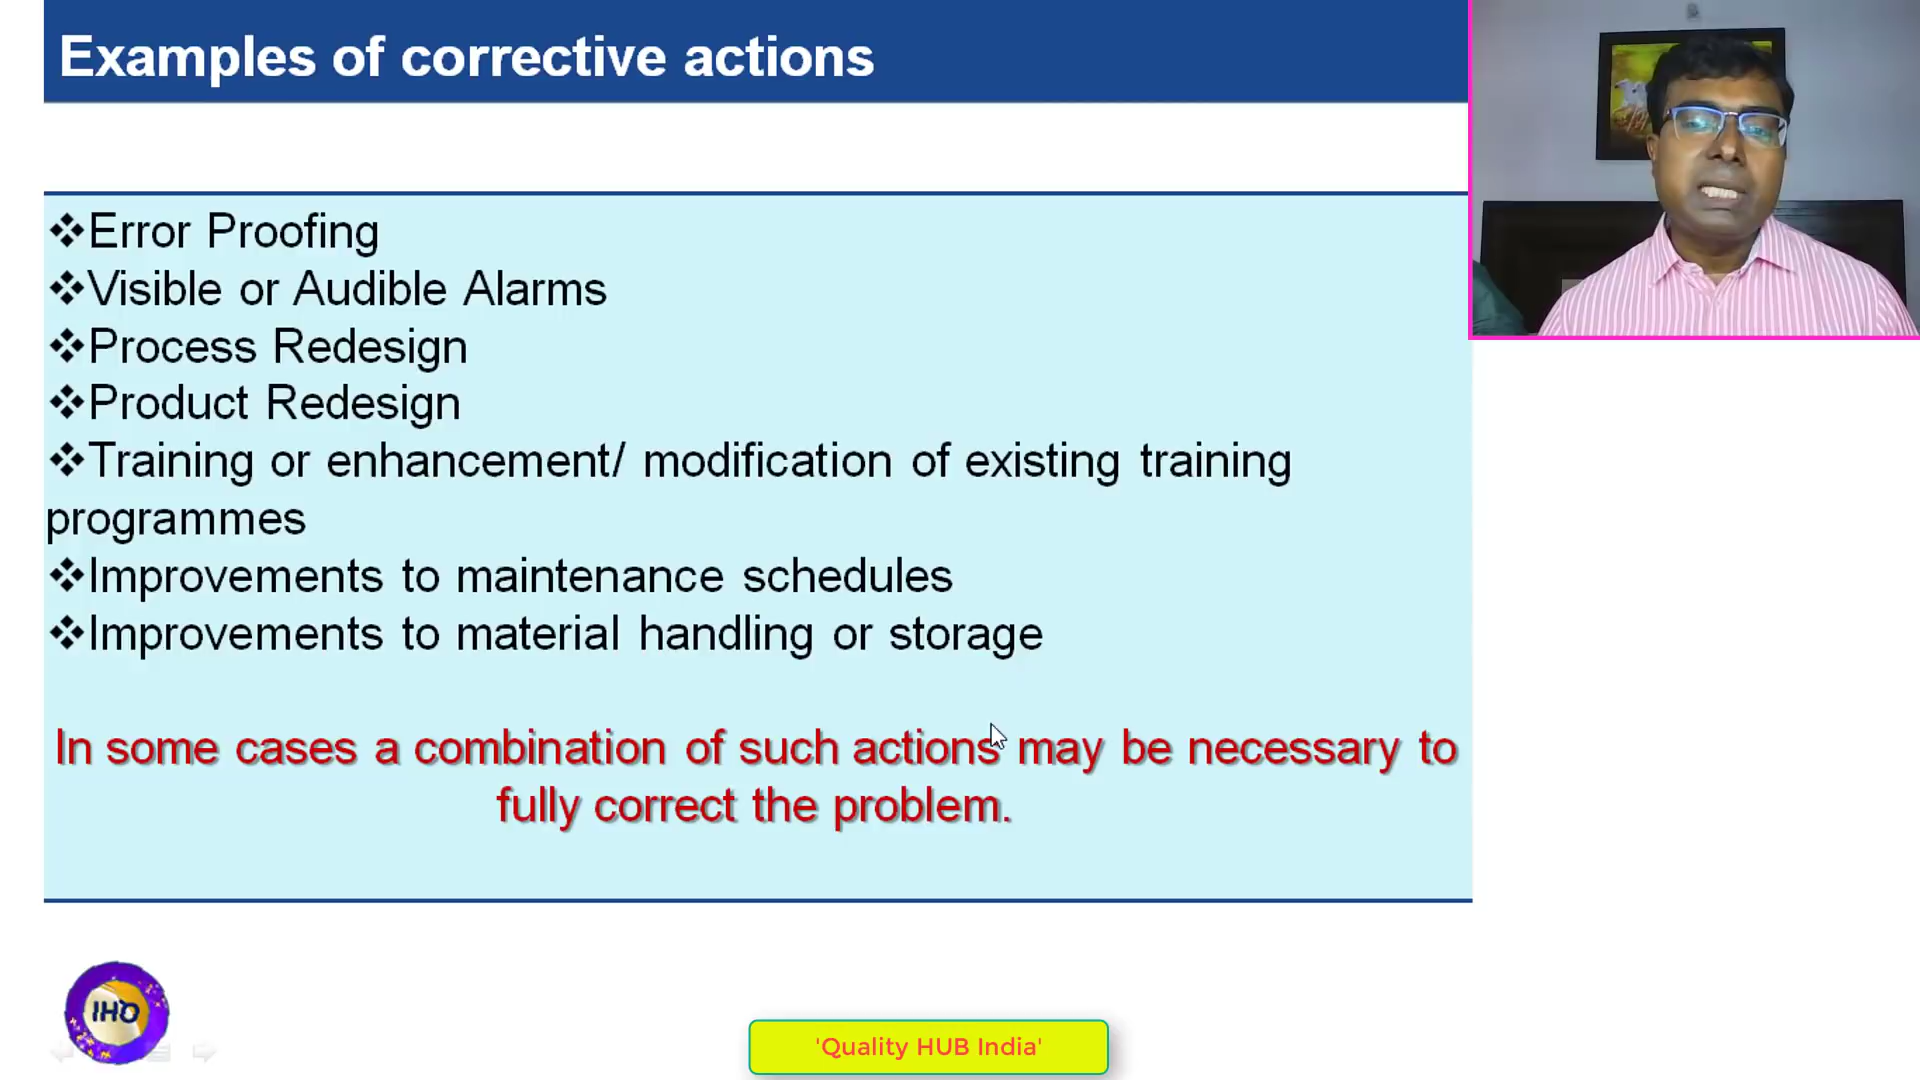 Examples of corrective actions
❖Error Proofing
❖Visible or Audible Alarms
❖Process Redesign
❖Product Redesign
❖Training or enhancement/ modification of existing training
programmes
❖Improvements to maintenance schedules
❖Improvements to material handling or storage
In some cases a combination of such actions may be necessary to
fully correct the problem.
IHQ
'Quality HUB India'